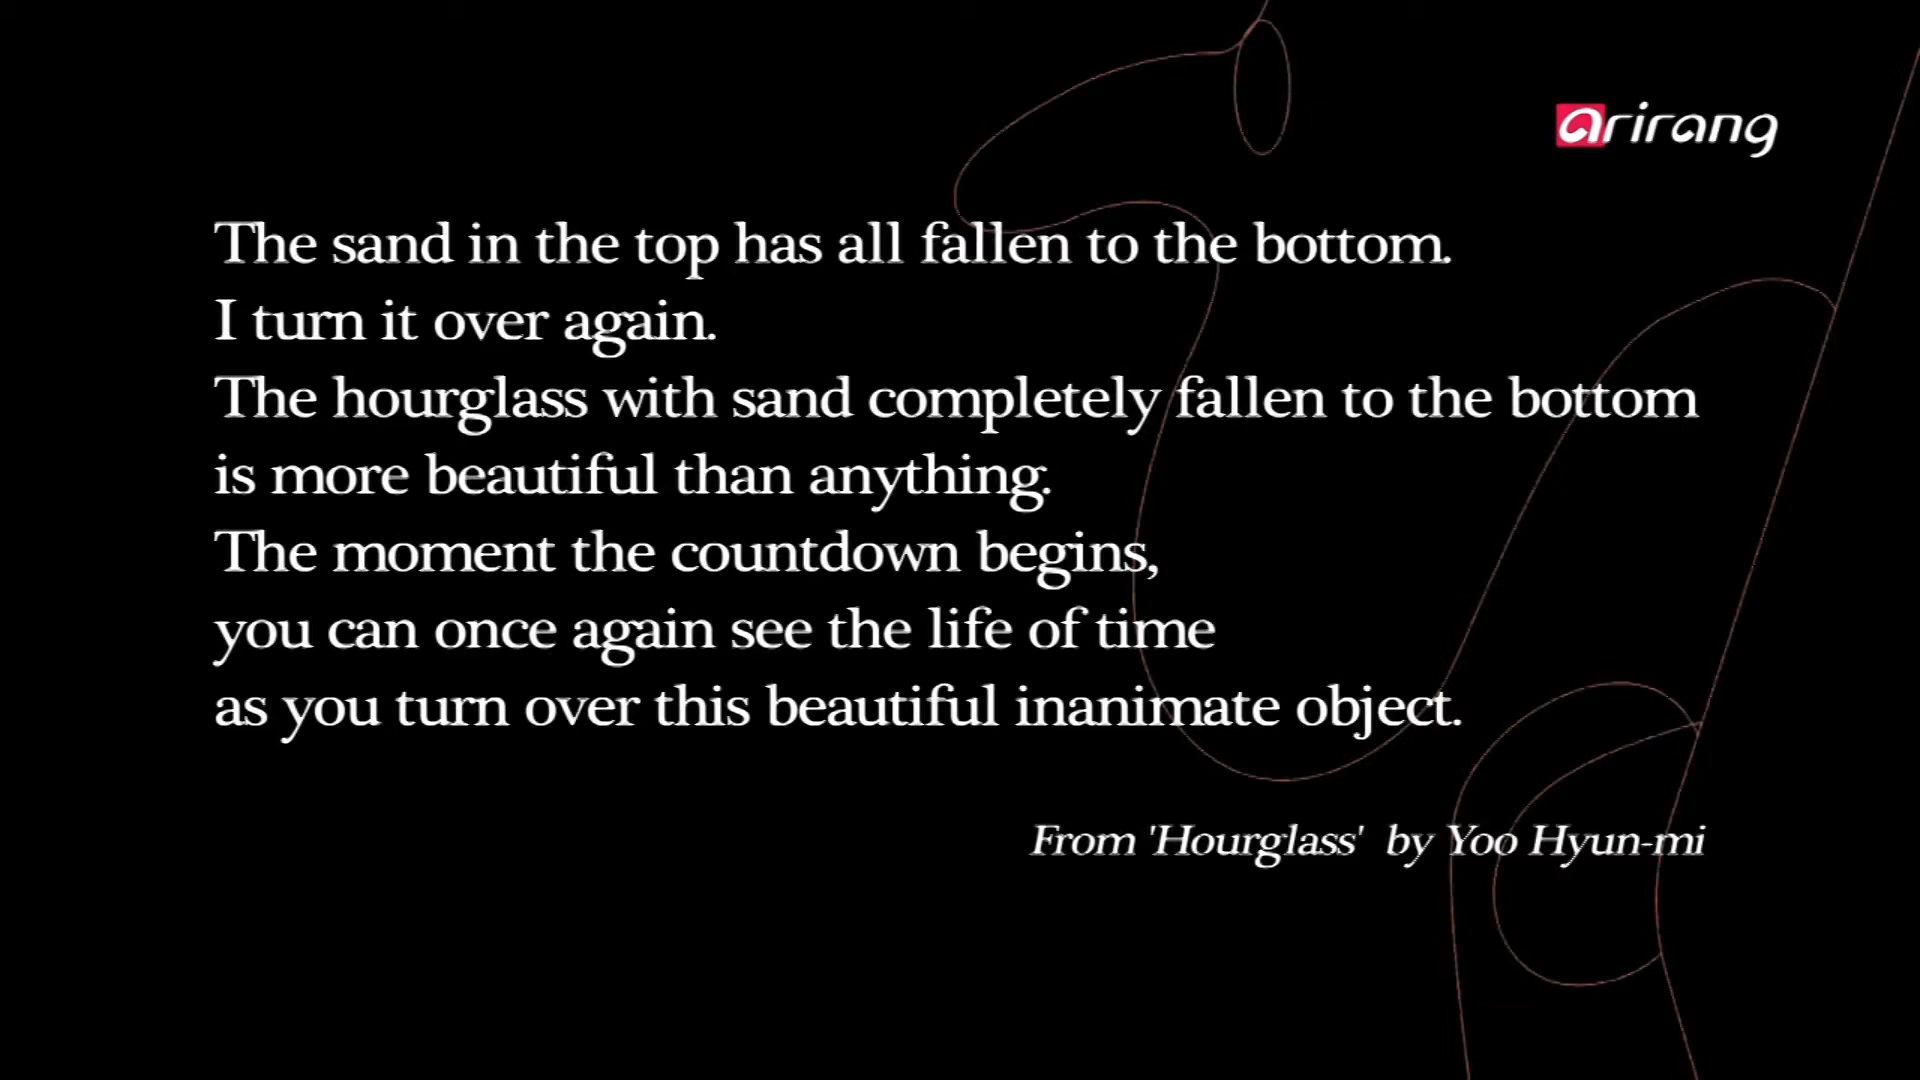 arirang
The sand in the top has all fallen to the bottom.
I turn it over again.
The hourglass with sand completely fallen to the bottom
is more beautiful than anything.
The moment the countdown begins,
you can once again see the life of time
as you turn over this beautiful inanimate object.
From 'Hourglass' by Yoo Hyun-mi